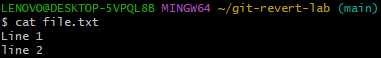 LENOVO@DESKTOP-5VPQL8B MINGW64 ~/git-revert-lab (main)
$ cat file.txt
Line 1
line 2